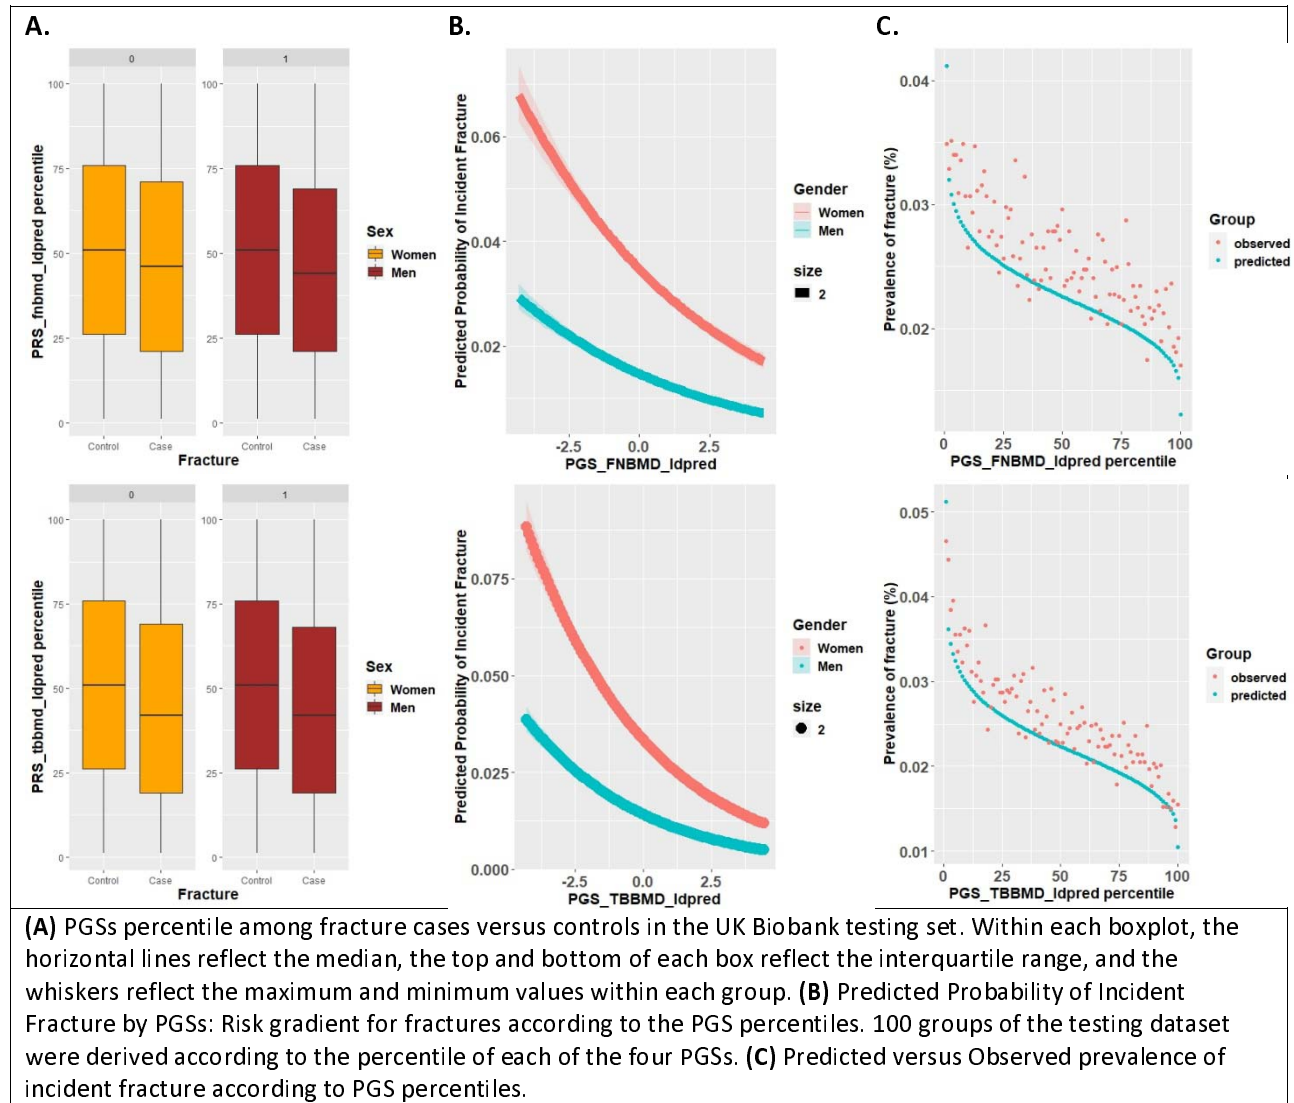 A.
B.
C.
0
1
PRS_fnbmd_ldpred percentile
100
75
50
25
0
100
75
50
25
0
Control
Case
Control
Case
Fracture
Sex
Women
Men
Predicted Probability of Incident Fracture
0.06
0.04
0.02
-2.5
0.0
2.5
PGS_FNBMD_ldpred
Gender
Women
Men
size
2
Prevalence of fracture (%)
0.04
0.03
0.02
0
25
50
75
100
PGS_FNBMD_ldpred percentile
Group
observed
predicted
0
1
PRS_tbbmd_ldpred percentile
100
75
50
25
0
100
75
50
25
0
Control
Case
Control
Case
Fracture
Sex
Women
Men
Predicted Probability of Incident Fracture
0.075
0.050
0.025
0.000
-2.5
0.0
2.5
PGS_TBBMD_ldpred
Gender
Women
Men
size
2
Prevalence of fracture (%)
0.05
0.04
0.03
0.02
0.01
0
25
50
75
100
PGS_TBBMD_ldpred percentile
Group
observed
predicted
(A) PGSs percentile among fracture cases versus controls in the UK Biobank testing set. Within each boxplot, the
horizontal lines reflect the median, the top and bottom of each box reflect the interquartile range, and the
whiskers reflect the maximum and minimum values within each group. (B) Predicted Probability of Incident
Fracture by PGSs: Risk gradient for fractures according to the PGS percentiles. 100 groups of the testing dataset
were derived according to the percentile of each of the four PGSs. (C) Predicted versus Observed prevalence of
incident fracture according to PGS percentiles.